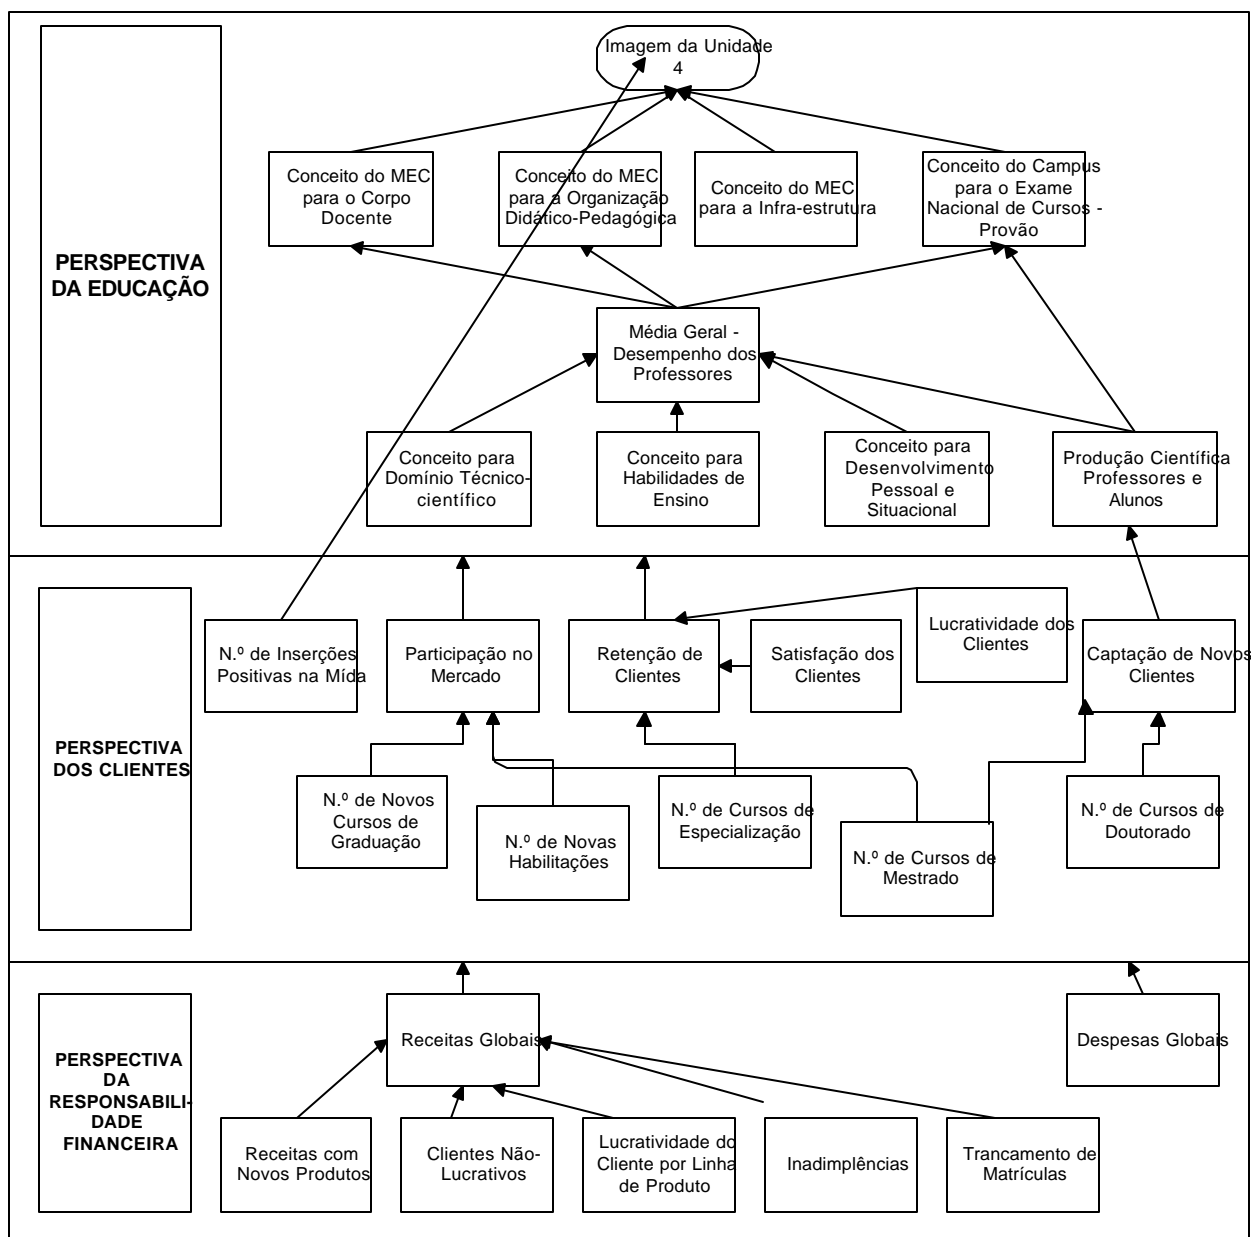 Imagem da Unidade
4
Conceito do MEC
para o Corpo
Docente
Conceito do MEC
para a Organização
Didático-Pedagógica
Conceito do MEC
para a Infra-estrutura
Conceito do Campus
para o Exame
Nacional de Cursos -
Provão
PERSPECTIVA
DA EDUCAÇÃO
Média Geral -
Desempenho dos
Professores
Conceito para
Domínio Técnico-
científico
Conceito para
Habilidades de
Ensino
Conceito para
Desenvolvimento
Pessoal e
Situacional
Produção Científica
Professores e
Alunos
PERSPECTIVA
DOS CLIENTES
N.º de Inserções
Positivas na Mída
Participação no
Mercado
Retenção de
Clientes
Satisfação dos
Clientes
Lucratividade dos
Clientes
Captação de Novos
Clientes
N.º de Novos
Cursos de
Graduação
N.º de Novas
Habilitações
N.º de Cursos de
Especialização
N.º de Cursos de
Mestrado
N.º de Cursos de
Doutorado
PERSPECTIVA
DA
RESPONSABILI-
DADE
FINANCEIRA
Receitas Globais
Despesas Globais
Receitas com
Novos Produtos
Clientes Não-
Lucrativos
Lucratividade do
Cliente por Linha
de Produto
Inadimplências
Trancamento de
Matrículas